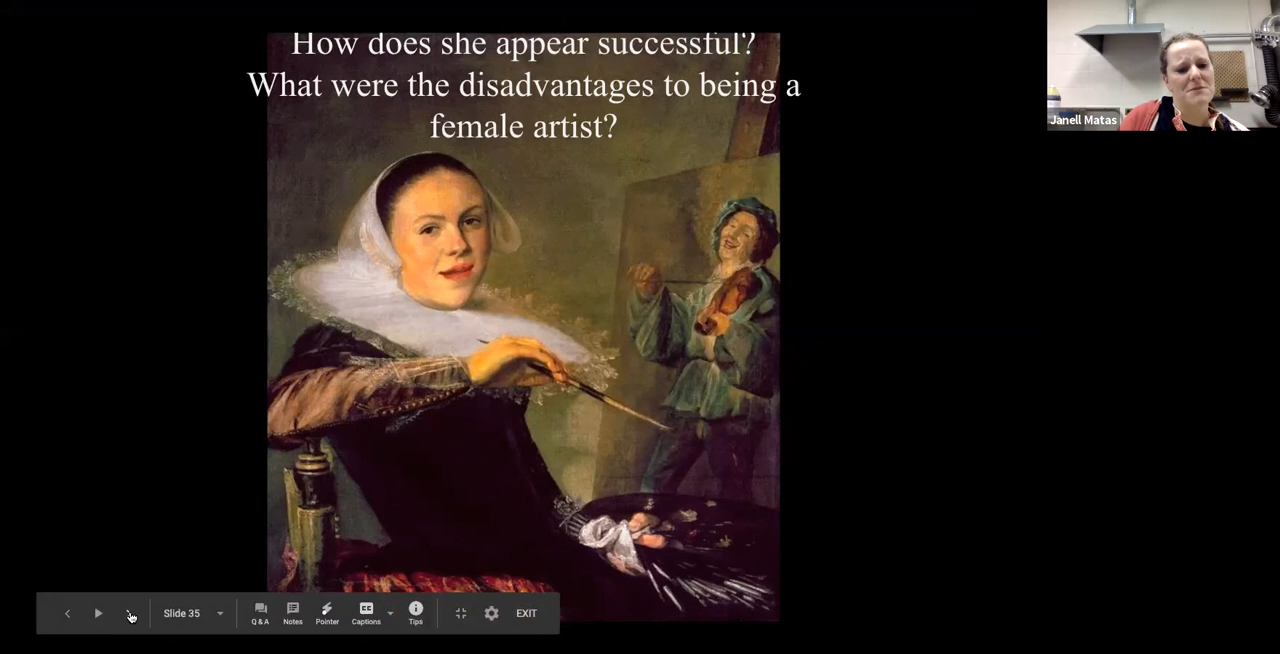 How does she appear successful?
What were the disadvantages to being a
female artist?
Janell Matas
Slide 35
Q & A
Notes
Pointer
CC
Captions
Tips
EXIT